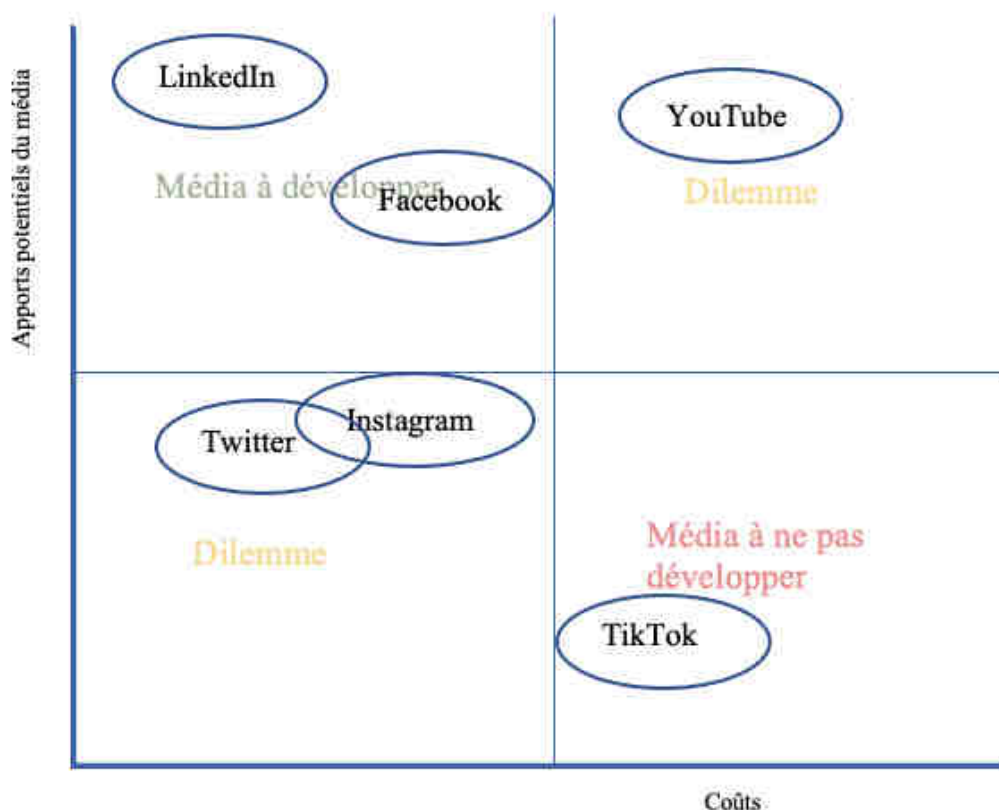 Apports potentiels du média
LinkedIn
YouTube
Média à développer
Facebook
Dilemme
Instagram
Twitter
Dilemme
Média à ne pas
développer
TikTok
Coûts